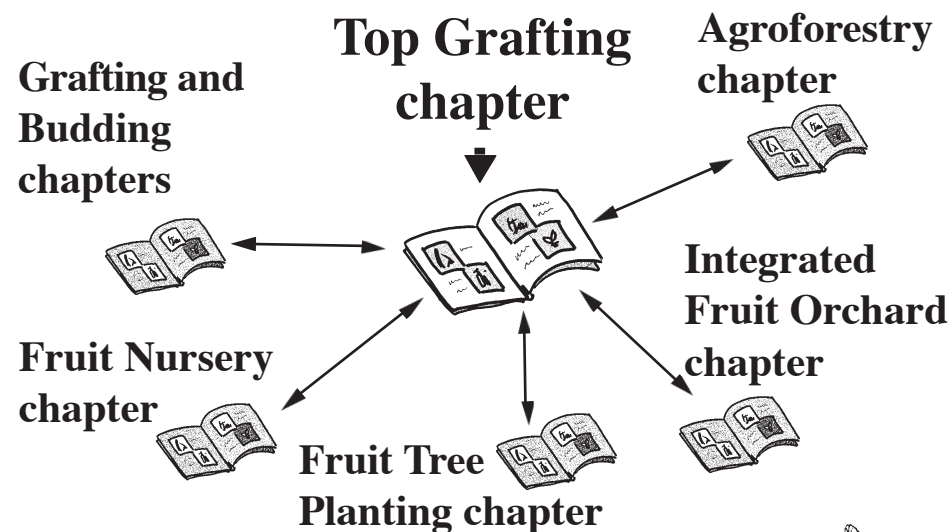 Top Grafting
chapter
Agroforestry
chapter
Grafting and
Budding
chapters
Integrated
Fruit Orchard
chapter
Fruit Nursery
chapter
Fruit Tree
Planting chapter